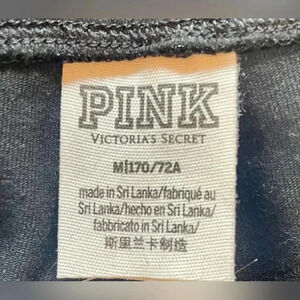 PINK
VICTORIA'S SECRET
M|170/72A
made in Sri Lanka/fabriqué au
Sri Lanka/hecho en Sri Lanka/
fabbricato in Sri Lanka/
斯里兰卡制造